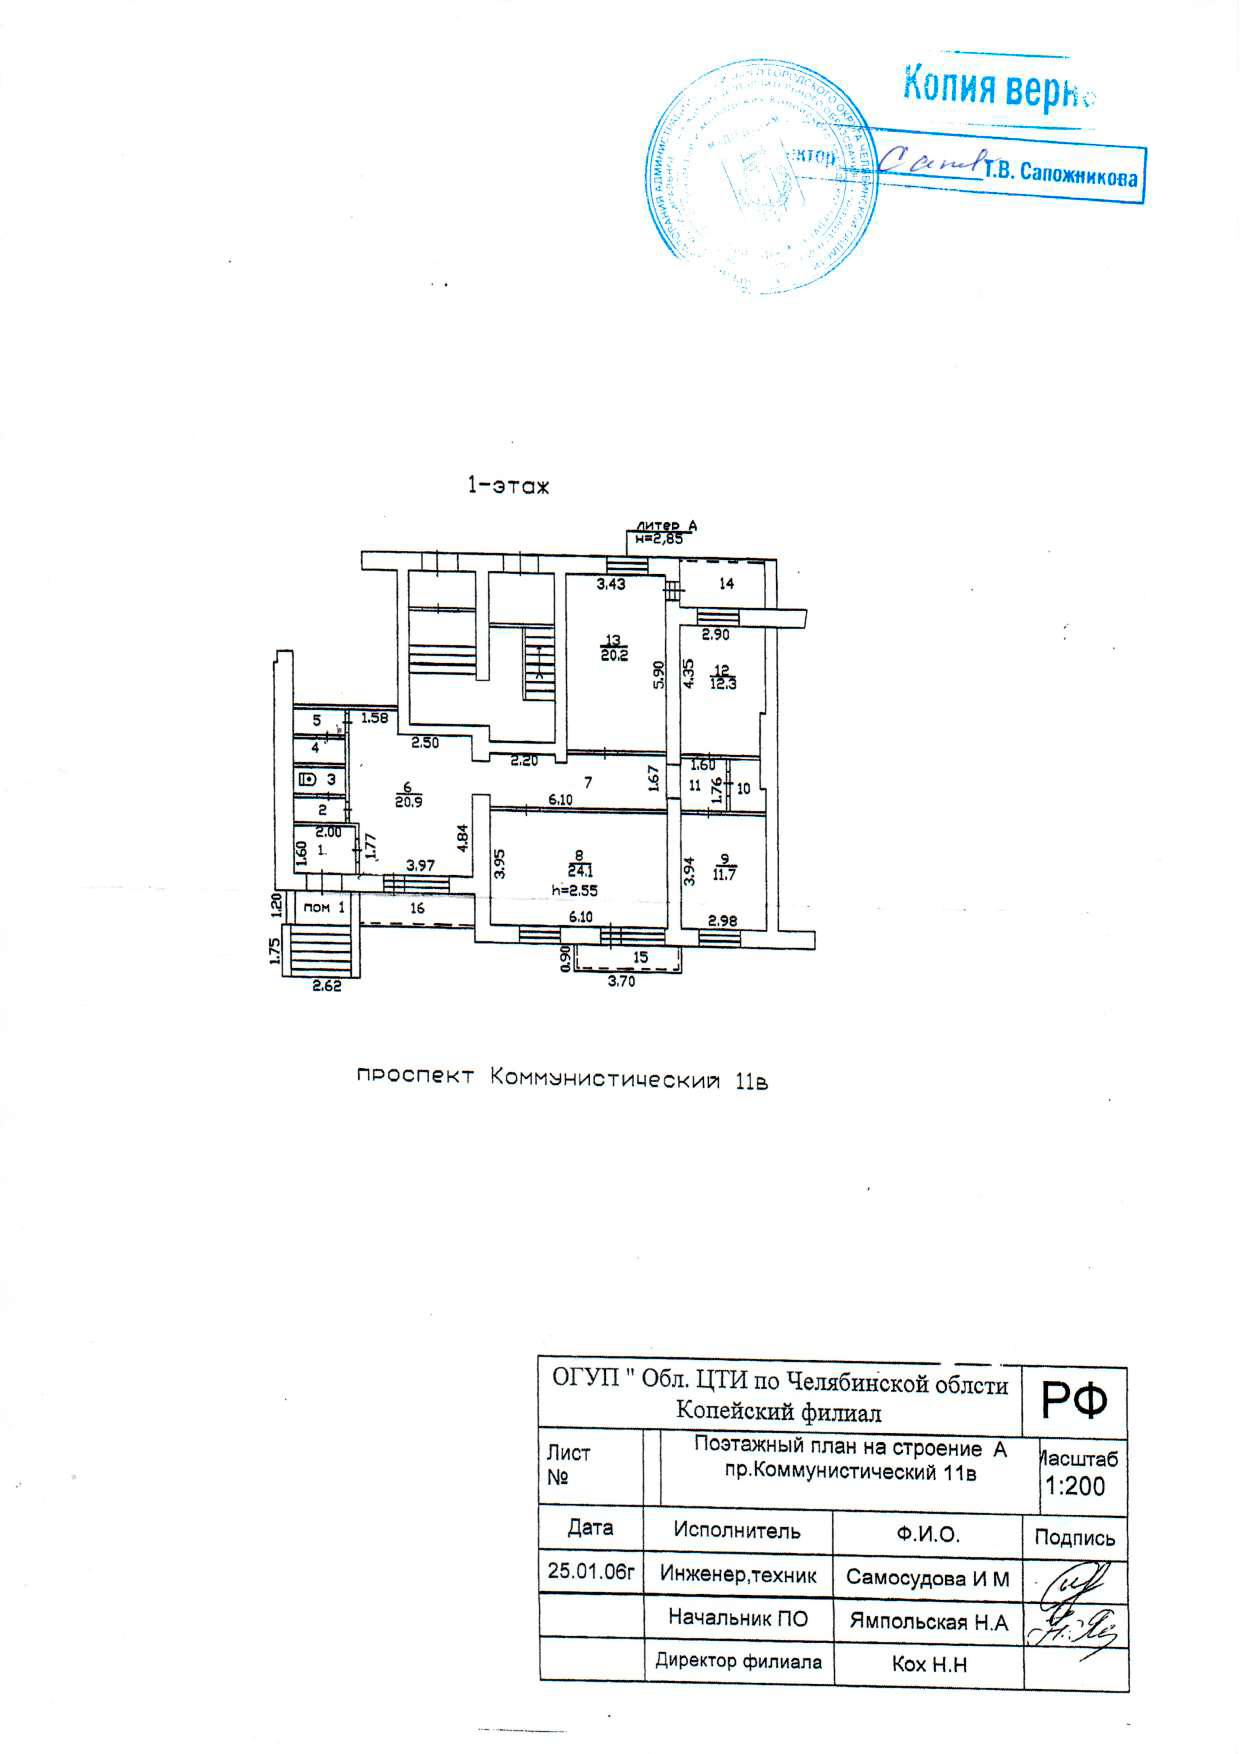 Копия верн
ктор
Т.В. Сапожникова
1-этаж
литер А
н=2,85
3.43
14
2.90
13
20.2
5.90
4.35
12
12.3
5
1.58
4
2.50
2.20
3
6
20.9
7
1.67
1.60
11
1.76
10
2
6.10
2.00
1.60
1.
1.77
4.84
3.97
3.95
8
24.1
h=2.55
3.94
9
11.7
1.20
пом 1
16
6.10
2.98
1.75
0.90
15
2.62
3.70
проспект Коммунистический 11в
ОГУП " Обл. ЦТИ по Челябинской облсти
Копейский филиал
РФ
Лист
№
Поэтажный план на строение А
пр.Коммунистический 11в
Масштаб
1:200
Дата
Исполнитель
Ф.И.О.
Подпись
25.01.06г
Инженер,техник
Самосудова И М
Начальник ПО
Ямпольская Н.А
Директор филиала
Кох Н.Н